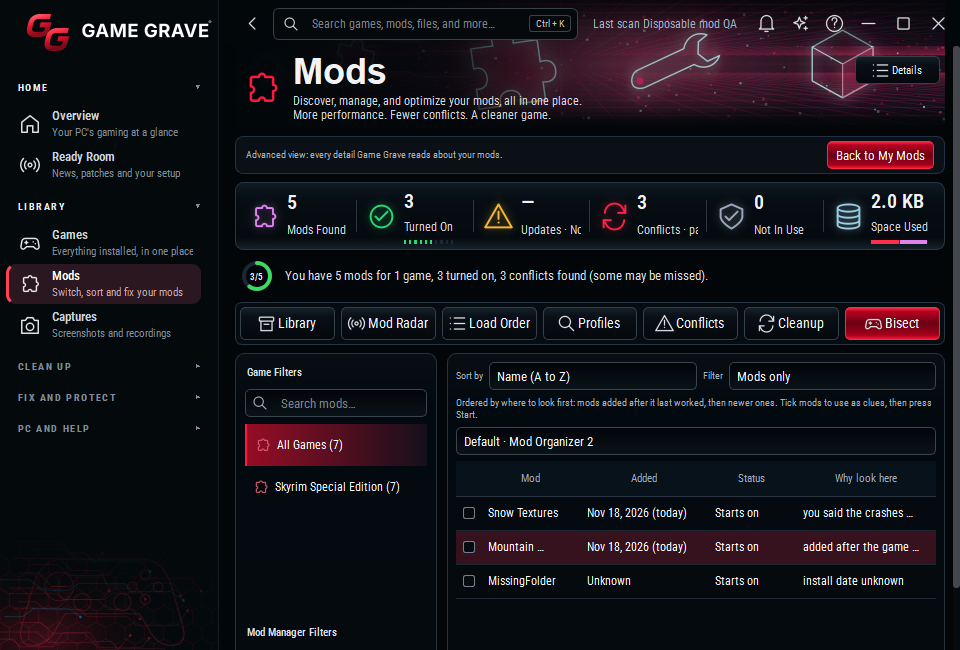 GG GAME GRAVE
Search games, mods, files, and more...
Ctrl + K
Last scan Disposable mod QA
HOME
Overview
Your PC's gaming at a glance
Ready Room
News, patches and your setup
LIBRARY
Games
Everything installed, in one place
Mods
Switch, sort and fix your mods
Captures
Screenshots and recordings
CLEAN UP
FIX AND PROTECT
PC AND HELP
Mods
Discover, manage, and optimize your mods, all in one place.
More performance. Fewer conflicts. A cleaner game.
Details
Advanced view: every detail Game Grave reads about your mods.
Back to My Mods
5
Mods Found
3
Turned On
—
Updates · No
3
Conflicts · pa
0
Not In Use
2.0 KB
Space Used
3/5
You have 5 mods for 1 game, 3 turned on, 3 conflicts found (some may be missed).
Library
Mod Radar
Load Order
Profiles
Conflicts
Cleanup
Bisect
Game Filters
Search mods...
All Games (7)
Skyrim Special Edition (7)
Mod Manager Filters
Sort by
Name (A to Z)
Filter
Mods only
Ordered by where to look first: mods added after it last worked, then newer ones. Tick mods to use as clues, then press
Start.
Default · Mod Organizer 2
Mod Added Status Why look here
Snow Textures Nov 18, 2026 (today) Starts on you said the crashes ...
Mountain ... Nov 18, 2026 (today) Starts on added after the game ...
MissingFolder Unknown Starts on install date unknown